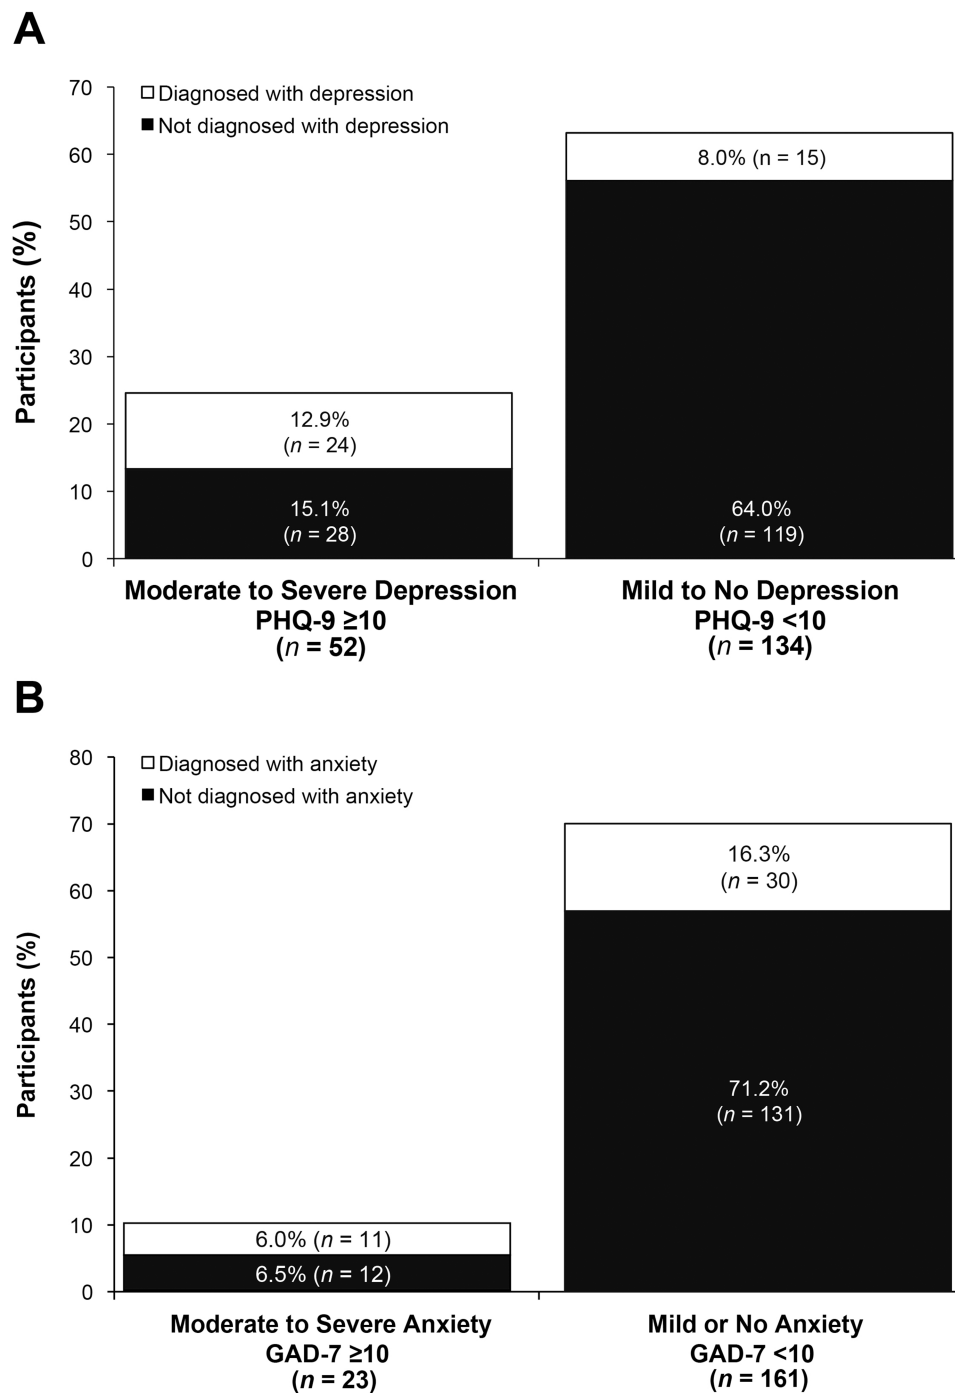 A
70
60
50
40
30
20
10
0
Participants (%)
Diagnosed with depression
Not diagnosed with depression
12.9%
(n = 24)
15.1%
(n = 28)
8.0% (n = 15)
64.0%
(n = 119)
Moderate to Severe Depression
PHQ-9 ≥10
(n = 52)
Mild to No Depression
PHQ-9 <10
(n = 134)
B
80
70
60
50
40
30
20
10
0
Participants (%)
Diagnosed with anxiety
Not diagnosed with anxiety
6.0% (n = 11)
6.5% (n = 12)
16.3%
(n = 30)
71.2%
(n = 131)
Moderate to Severe Anxiety
GAD-7 ≥10
(n = 23)
Mild or No Anxiety
GAD-7 <10
(n = 161)